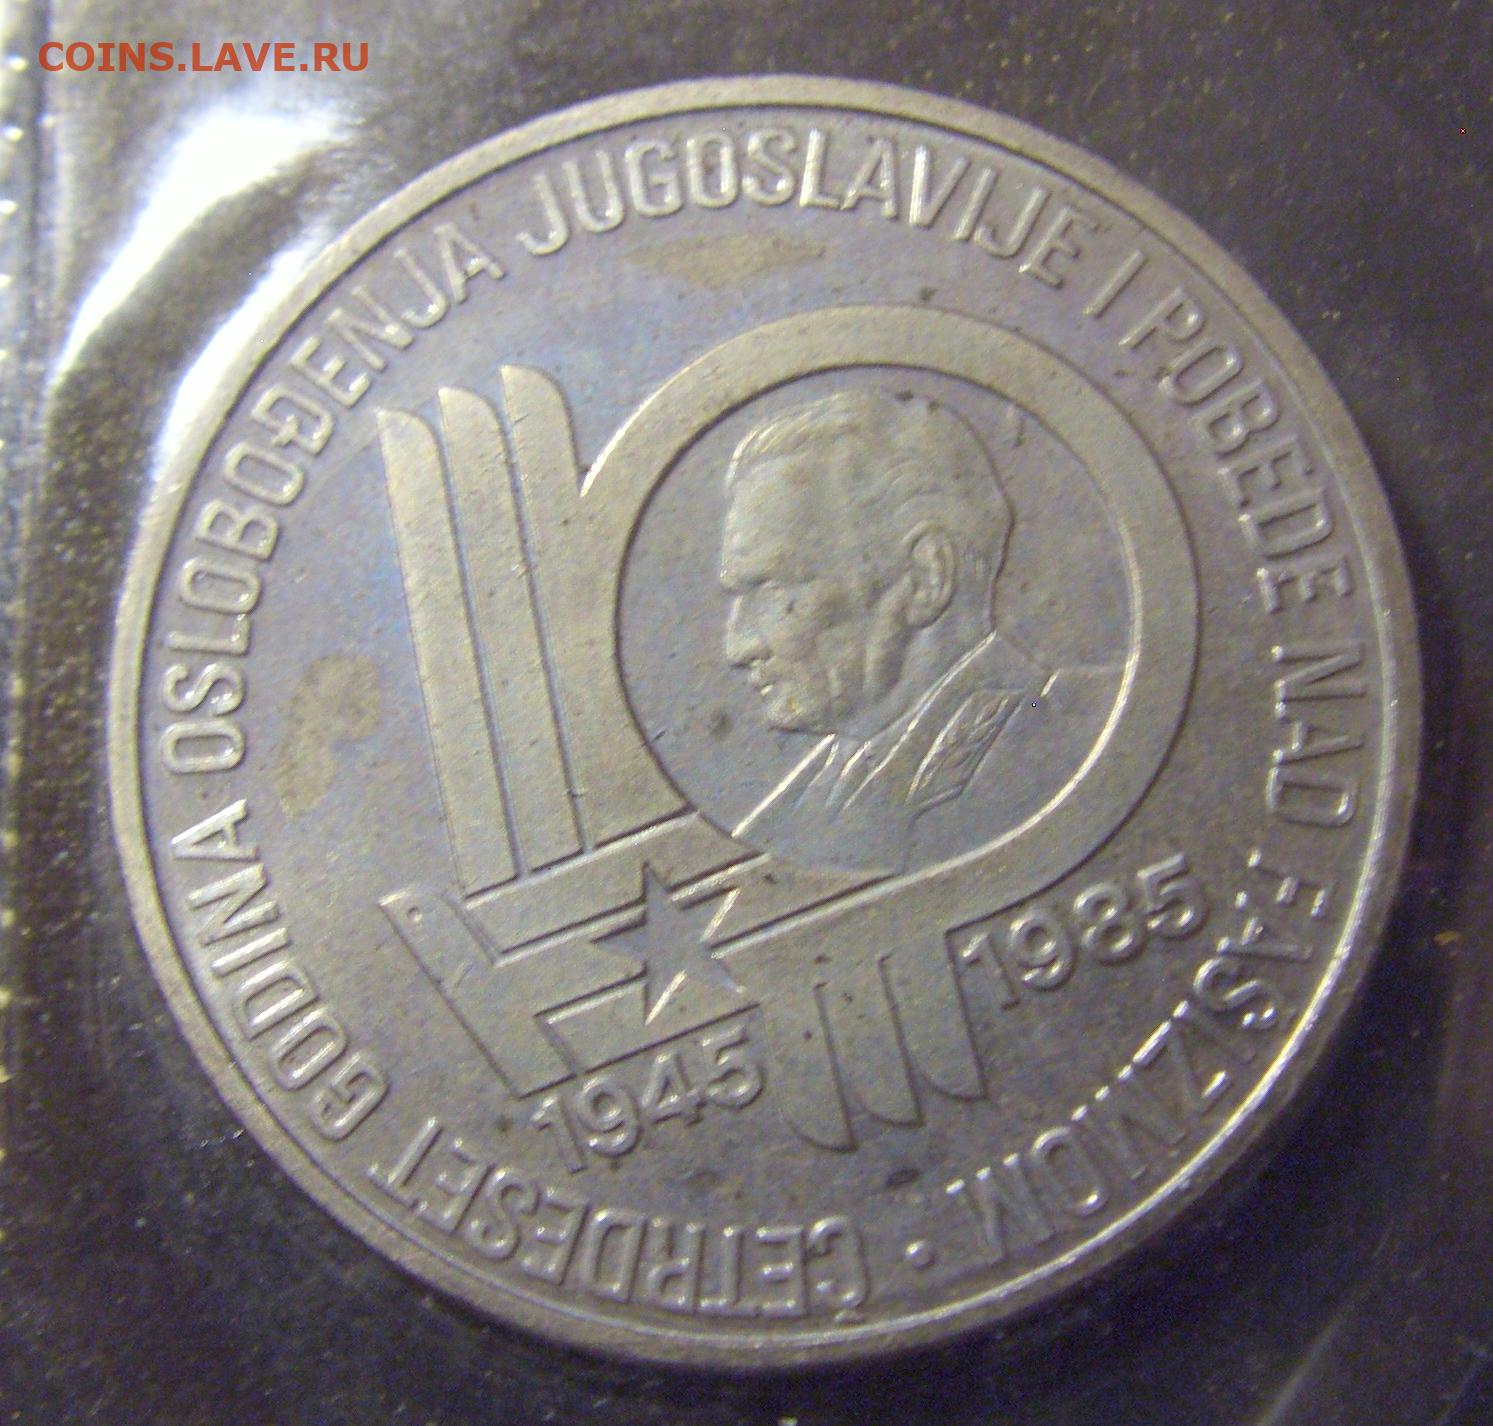 COINS.LAVE.RU
ČETRDESET GODINA OSLOBOĐENJA JUGOSLAVIJE I POBEDE NAD FAŠIZMOM ·
1945
1985